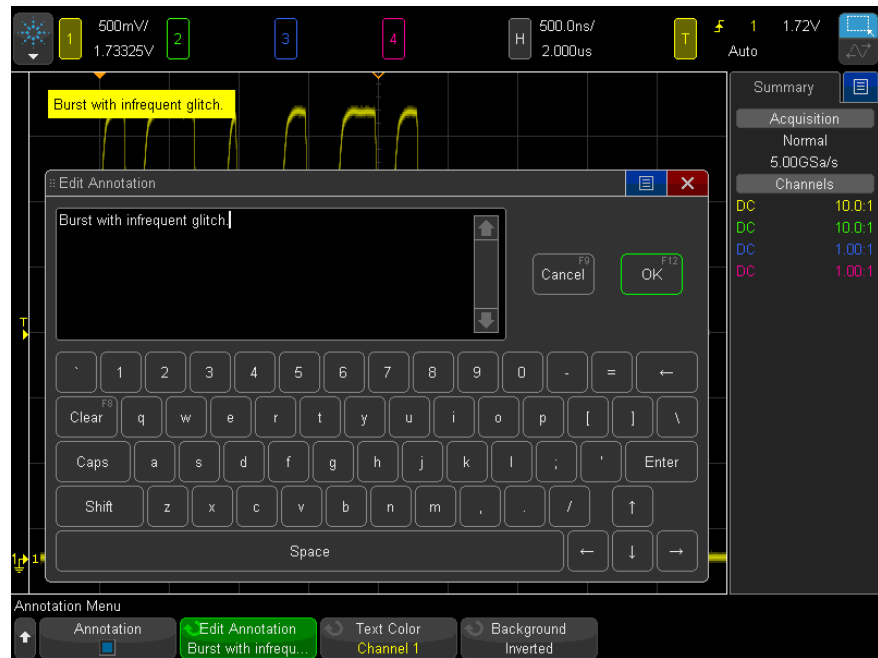 1 500mV/ 2 3 4 H 500.0ns/ T 1 1.72V
1.73325V 2.000us Auto
Burst with infrequent glitch.
Summary
Acquisition
Normal
5.00GSa/s
Channels
DC 10.0:1
DC 10.0:1
DC 1.00:1
DC 1.00:1
Edit Annotation
Burst with infrequent glitch.
Cancel F9
OK F12
` 1 2 3 4 5 6 7 8 9 0 - = ←
Clear F8 q w e r t y u i o p [ ] \
Caps a s d f g h j k l ; ' Enter
Shift z x c v b n m , . / ↑
Space ← ↓ →
T
1 1
Annotation Menu
Annotation
Edit Annotation
Burst with infrequ...
Text Color
Channel 1
Background
Inverted